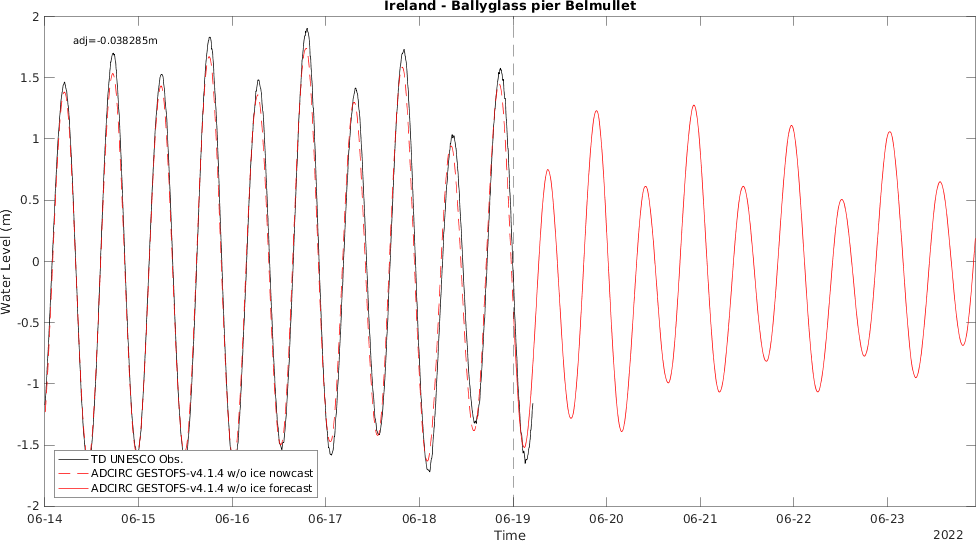 Ireland - Ballyglass pier Belmullet
adj=-0.038285m
2
1.5
1
0.5
0
-0.5
-1
-1.5
-2
Water Level (m)
TD UNESCO Obs.
ADCIRC GESTOFS-v4.1.4 w/o ice nowcast
ADCIRC GESTOFS-v4.1.4 w/o ice forecast
06-14 06-15 06-16 06-17 06-18 06-19 06-20 06-21 06-22 06-23
Time
2022